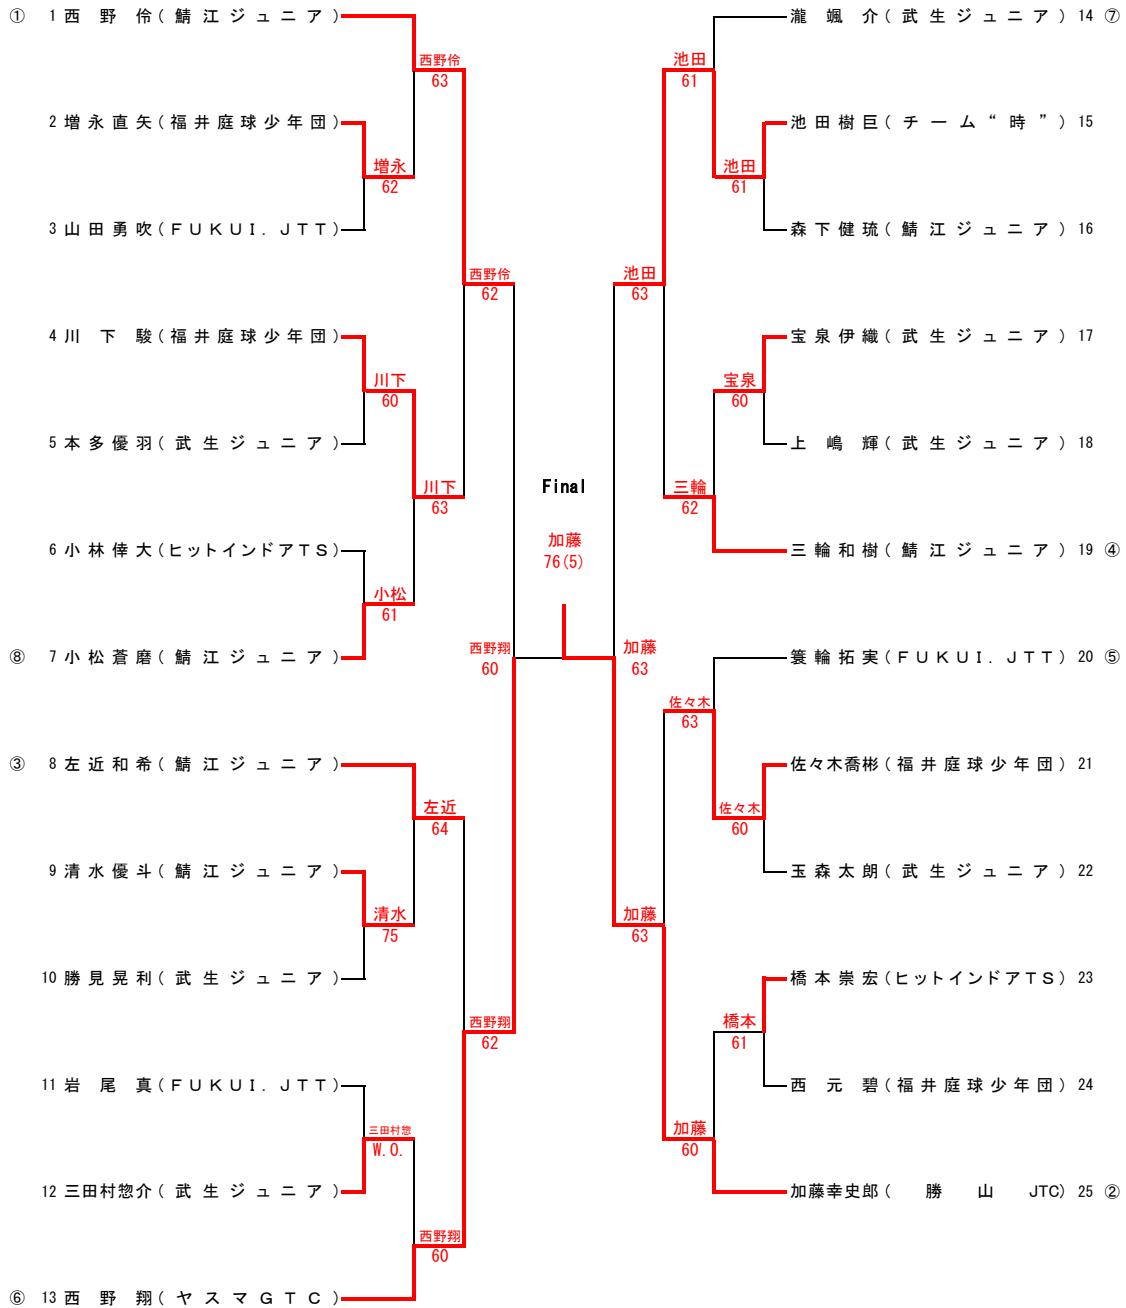 ① 1 西 野 伶 ( 鯖 江 ジ ュ ニ ア )
西野伶
63
2 増 永 直 矢 ( 福 井 庭 球 少 年 団 )
増永
62
3 山 田 勇 吹 ( F U K U I . J T T )
西野伶
62
4 川 下 駿 ( 福 井 庭 球 少 年 団 )
川下
60
5 本 多 優 羽 ( 武 生 ジ ュ ニ ア )
川下
63
6 小 林 倖 大 (ヒットインドアTS)
小松
61
⑧ 7 小 松 蒼 磨 ( 鯖 江 ジ ュ ニ ア )
西野翔
60
③ 8 左 近 和 希 ( 鯖 江 ジ ュ ニ ア )
左近
64
9 清 水 優 斗 ( 鯖 江 ジ ュ ニ ア )
清水
75
10 勝 見 晃 利 ( 武 生 ジ ュ ニ ア )
西野翔
62
11 岩 尾 真 ( F U K U I . J T T )
三田村惣
W.O.
12 三田村惣介 ( 武 生 ジ ュ ニ ア )
西野翔
60
⑥ 13 西 野 翔 ( ヤ ス マ G T C )
Final
加藤
76(5)
瀧 颯 介 ( 武 生 ジ ュ ニ ア ) 14 ⑦
池田
61
池 田 樹 巨 ( チ ー ム “ 時 ” ) 15
池田
61
森 下 健 琉 ( 鯖 江 ジ ュ ニ ア ) 16
池田
63
宝 泉 伊 織 ( 武 生 ジ ュ ニ ア ) 17
宝泉
60
上 嶋 輝 ( 武 生 ジ ュ ニ ア ) 18
三輪
62
三 輪 和 樹 ( 鯖 江 ジ ュ ニ ア ) 19 ④
加藤
63
簑 輪 拓 実 ( F U K U I . J T T ) 20 ⑤
佐々木
63
佐々木喬彬 ( 福 井 庭 球 少 年 団 ) 21
佐々木
60
玉 森 太 朗 ( 武 生 ジ ュ ニ ア ) 22
加藤
63
橋 本 崇 宏 (ヒットインドアTS) 23
橋本
61
西 元 碧 ( 福 井 庭 球 少 年 団 ) 24
加藤
60
加藤幸史郎 ( 勝 山 JTC) 25 ②